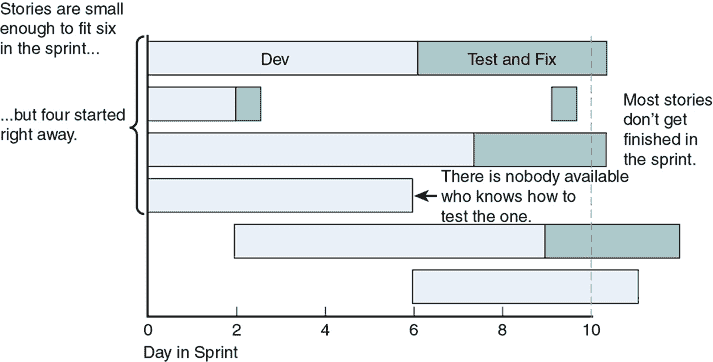 Stories are small
enough to fit six
in the sprint...
Dev
Test and Fix
...but four started
right away.
Most stories
don't get
finished in
the sprint.
There is nobody available
who knows how to
test the one.
0 2 4 6 8 10
Day in Sprint